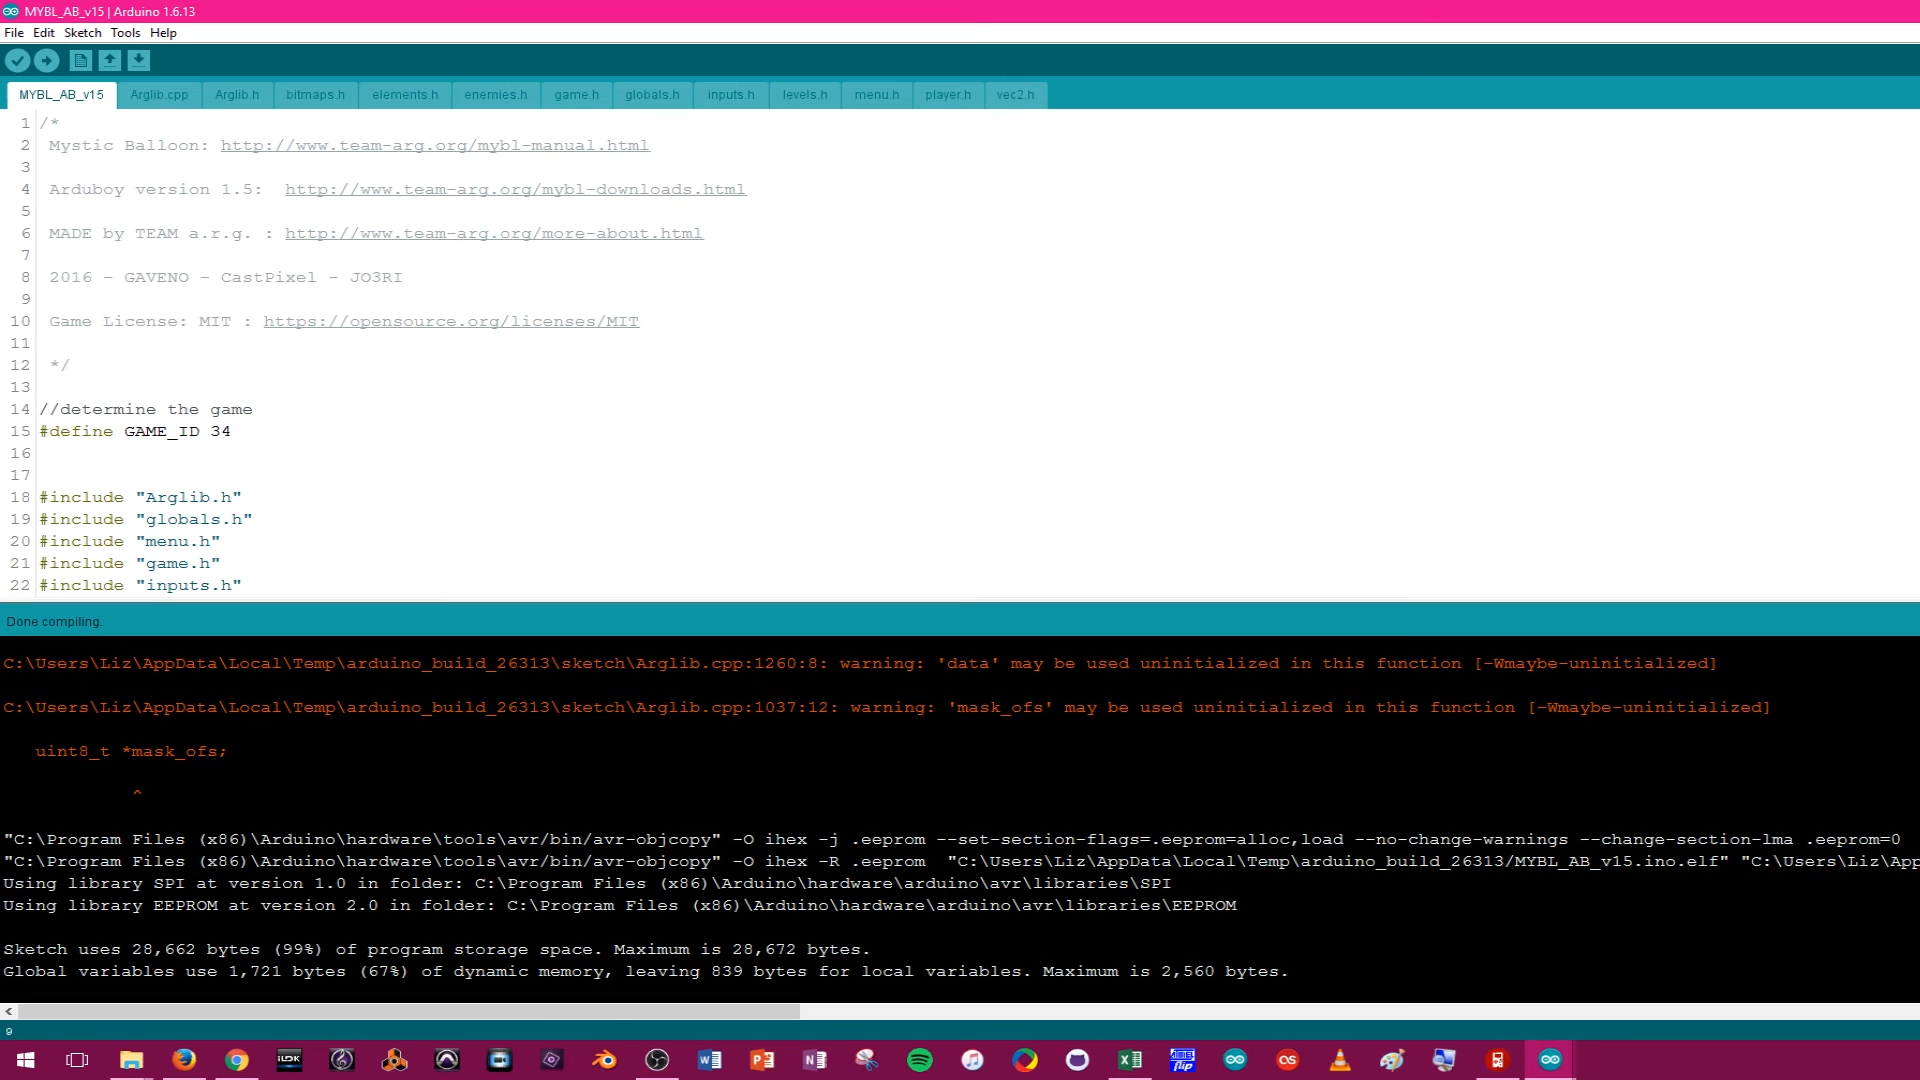 MYBL_AB_v15 | Arduino 1.6.13
File Edit Sketch Tools Help
MYBL_AB_v15 Arglib.cpp Arglib.h bitmaps.h elements.h enemies.h game.h globals.h inputs.h levels.h menu.h player.h vec2.h
1 /*
2 Mystic Balloon: http://www.team-arg.org/mybl-manual.html
3
4 Arduboy version 1.5:  http://www.team-arg.org/mybl-downloads.html
5
6 MADE by TEAM a.r.g. : http://www.team-arg.org/more-about.html
7
8 2016 - GAVENO - CastPixel - JO3RI
9
10 Game License: MIT : https://opensource.org/licenses/MIT
11
12 */
13
14 //determine the game
15 #define GAME_ID 34
16
17
18 #include "Arglib.h"
19 #include "globals.h"
20 #include "menu.h"
21 #include "game.h"
22 #include "inputs.h"
Done compiling.
C:\Users\Liz\AppData\Local\Temp\arduino_build_26313\sketch\Arglib.cpp:1260:8: warning: 'data' may be used uninitialized in this function [-Wmaybe-uninitialized]
C:\Users\Liz\AppData\Local\Temp\arduino_build_26313\sketch\Arglib.cpp:1037:12: warning: 'mask_ofs' may be used uninitialized in this function [-Wmaybe-uninitialized]
uint8_t *mask_ofs;
^
"C:\Program Files (x86)\Arduino\hardware\tools\avr/bin/avr-objcopy" -O ihex -j .eeprom --set-section-flags=.eeprom=alloc,load --no-change-warnings --change-section-lma .eeprom=0
"C:\Program Files (x86)\Arduino\hardware\tools\avr/bin/avr-objcopy" -O ihex -R .eeprom  "C:\Users\Liz\AppData\Local\Temp\arduino_build_26313/MYBL_AB_v15.ino.elf" "C:\Users\Liz\App
Using library SPI at version 1.0 in folder: C:\Program Files (x86)\Arduino\hardware\arduino\avr\libraries\SPI
Using library EEPROM at version 2.0 in folder: C:\Program Files (x86)\Arduino\hardware\arduino\avr\libraries\EEPROM
Sketch uses 28,662 bytes (99%) of program storage space. Maximum is 28,672 bytes.
Global variables use 1,721 bytes (67%) of dynamic memory, leaving 839 bytes for local variables. Maximum is 2,560 bytes.
9